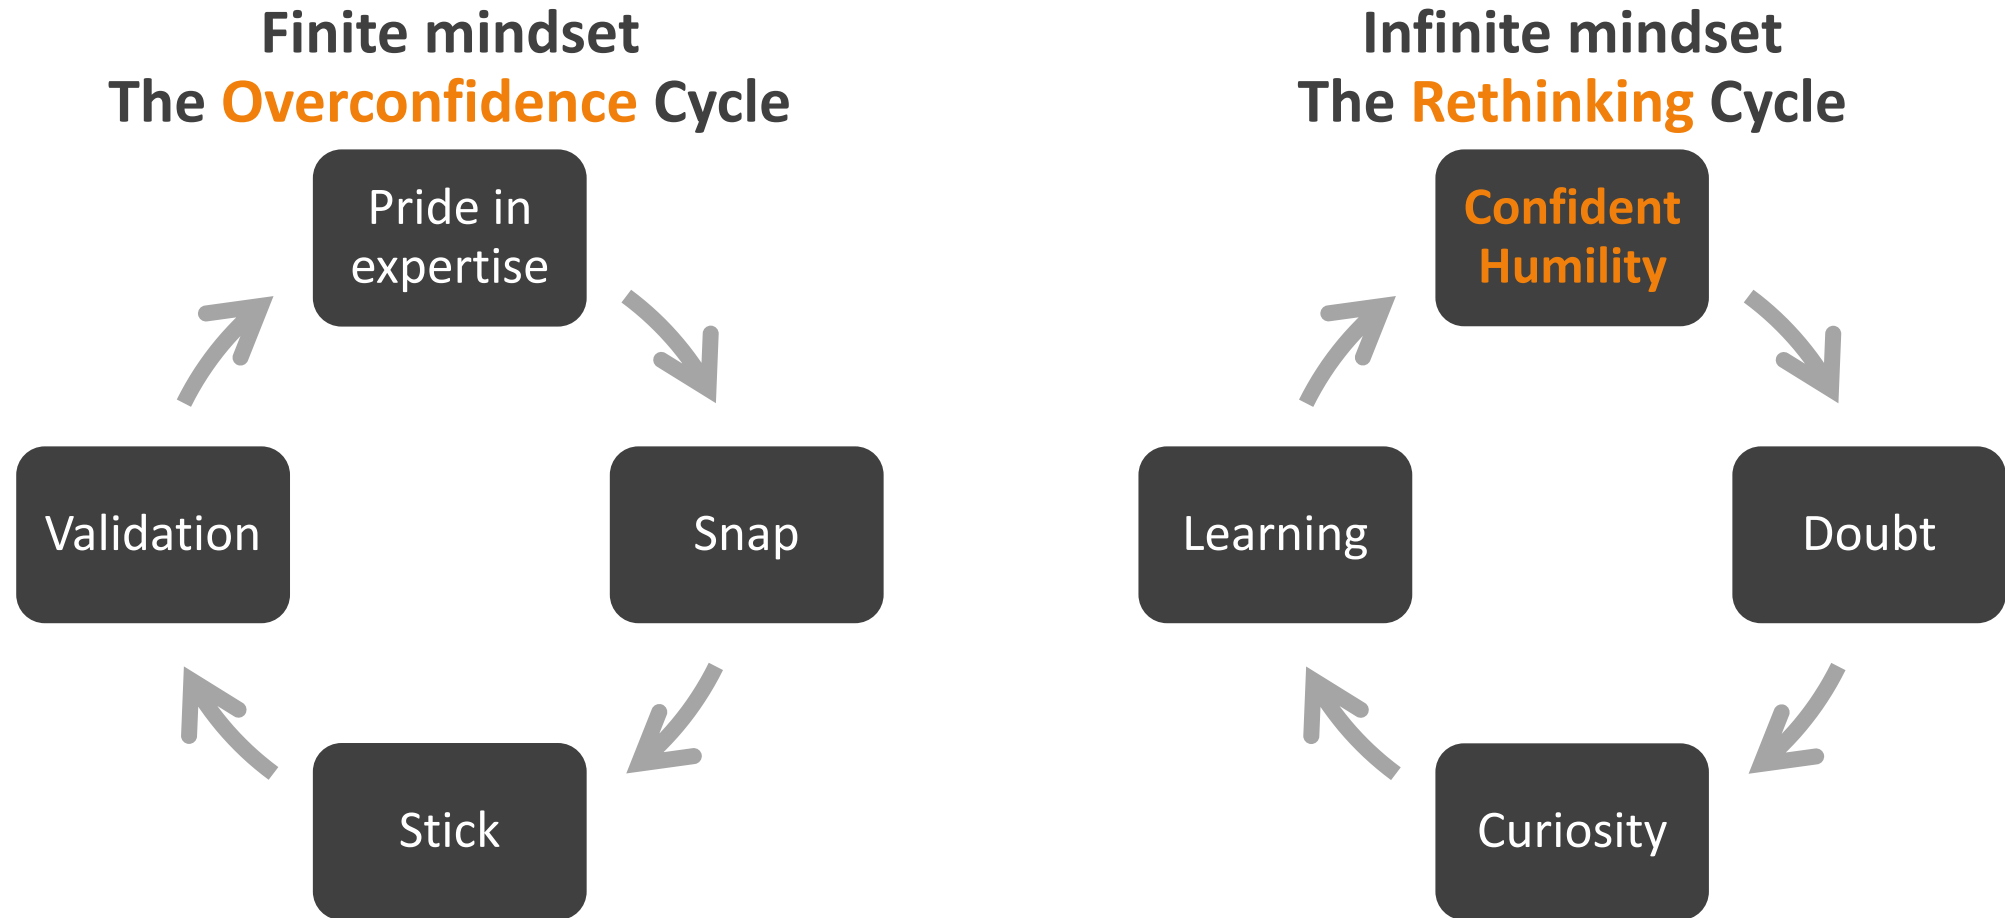 Finite mindset
The Overconfidence Cycle
Pride in
expertise
Snap
Stick
Validation
Infinite mindset
The Rethinking Cycle
Confident
Humility
Doubt
Curiosity
Learning